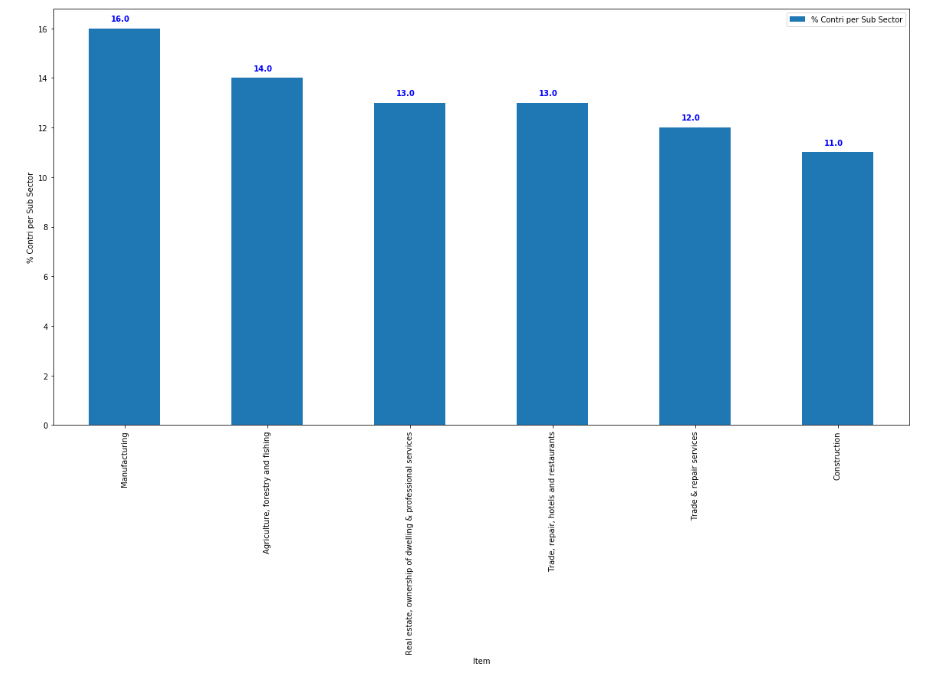 16.0
% Contri per Sub Sector
16
14.0
14
13.0
13.0
12.0
12
11.0
10
8
6
4
2
0
% Contri per Sub Sector
Manufacturing
Agriculture, forestry and fishing
Real estate, ownership of dwelling & professional services
Trade, repair, hotels and restaurants
Trade & repair services
Construction
Item